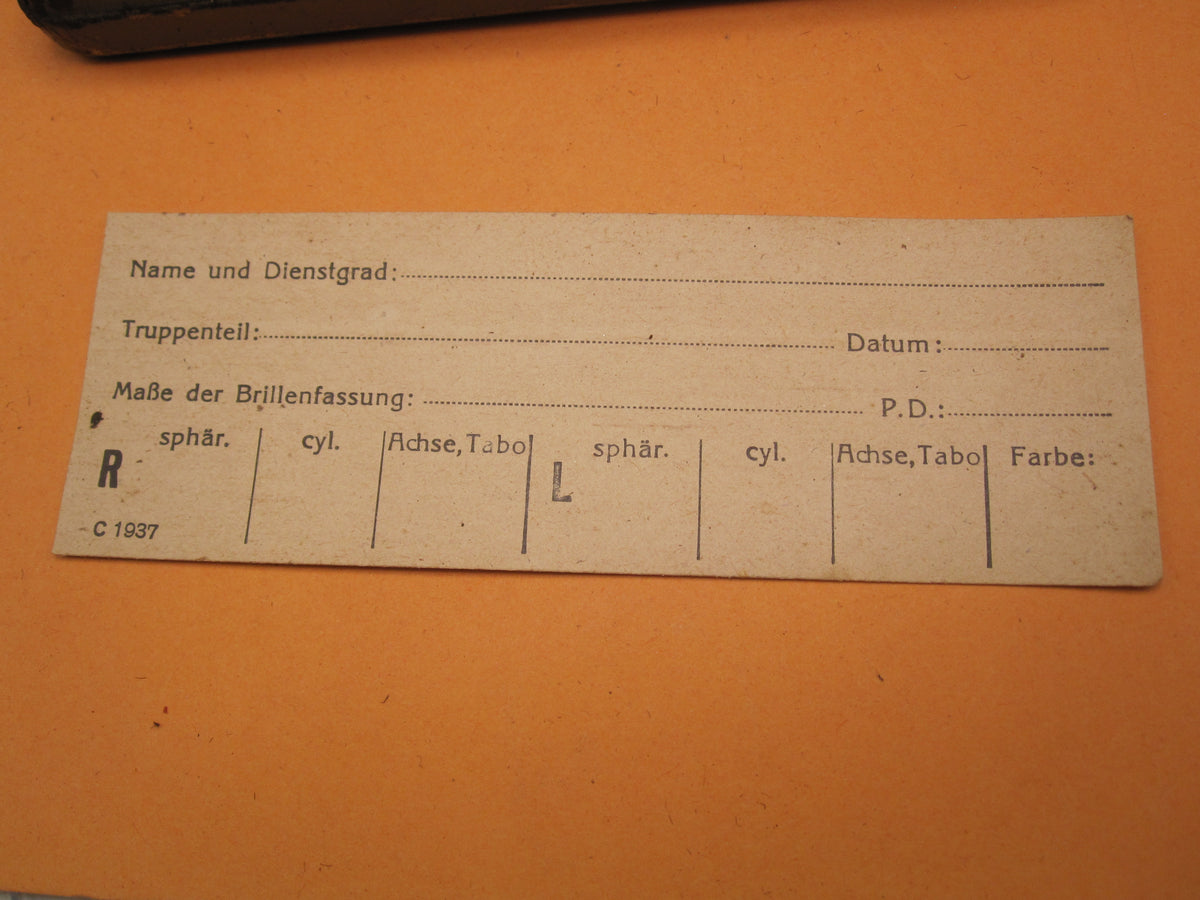 Name und Dienstgrad:
Truppenteil: Datum:
Maße der Brillenfassung: P.D.:
R sphär. cyl. Achse, Tabo L sphär. cyl. Achse, Tabo Farbe:
C 1937